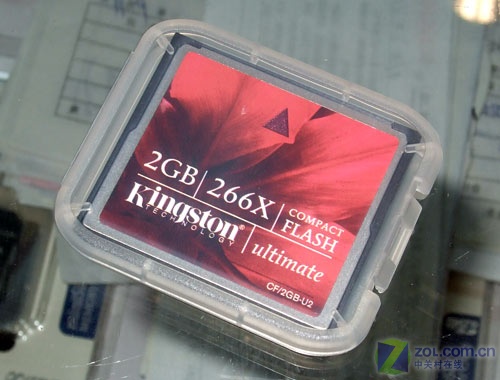 2GB 266X COMPACT FLASH
Kingston
TECHNOLOGY
ultimate
CF/2GB-U2
ZOL.COM.CN
中关村在线